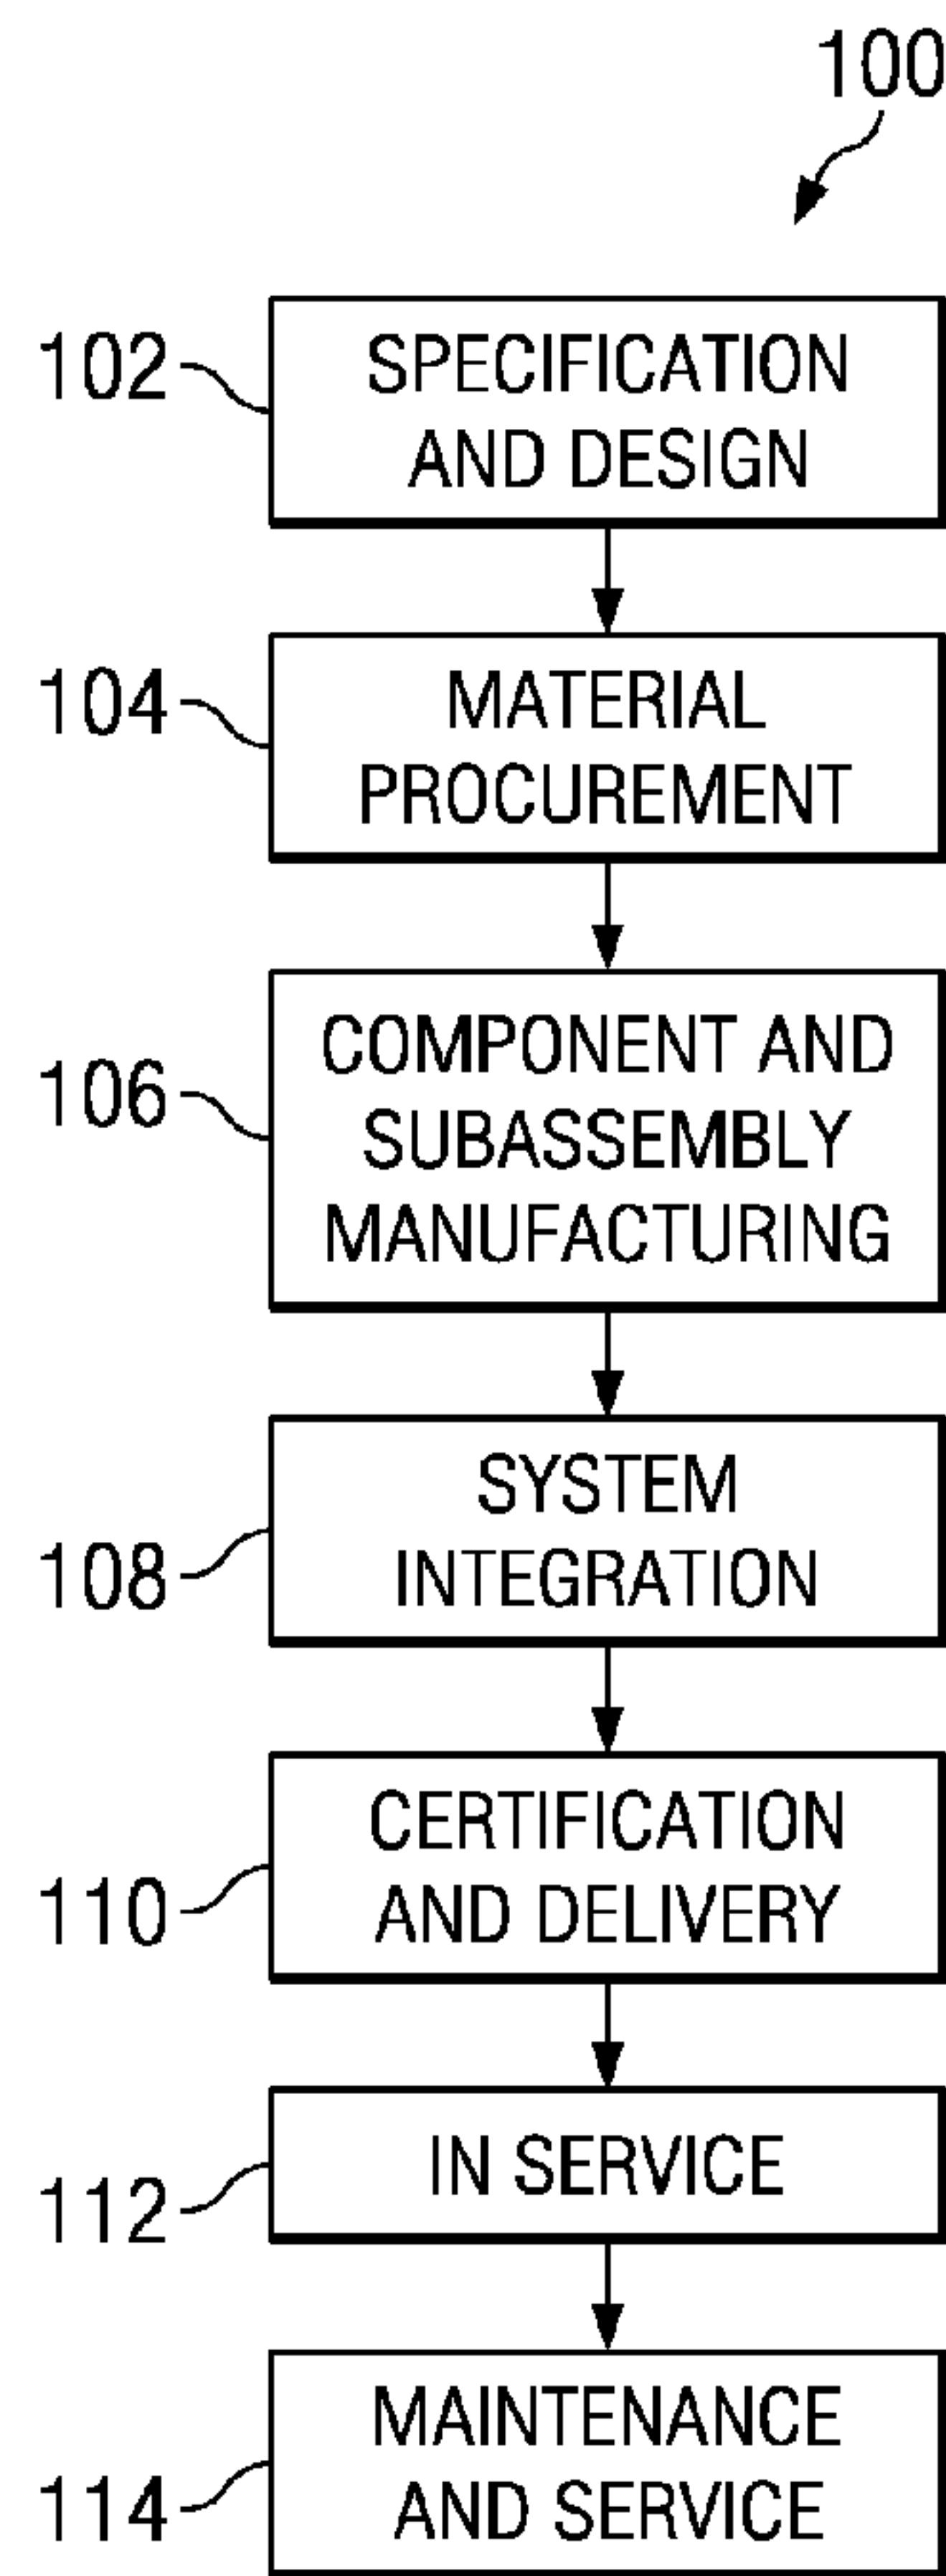 100
102
SPECIFICATION
AND DESIGN
104
MATERIAL
PROCUREMENT
106
COMPONENT AND
SUBASSEMBLY
MANUFACTURING
108
SYSTEM
INTEGRATION
110
CERTIFICATION
AND DELIVERY
112
IN SERVICE
114
MAINTENANCE
AND SERVICE